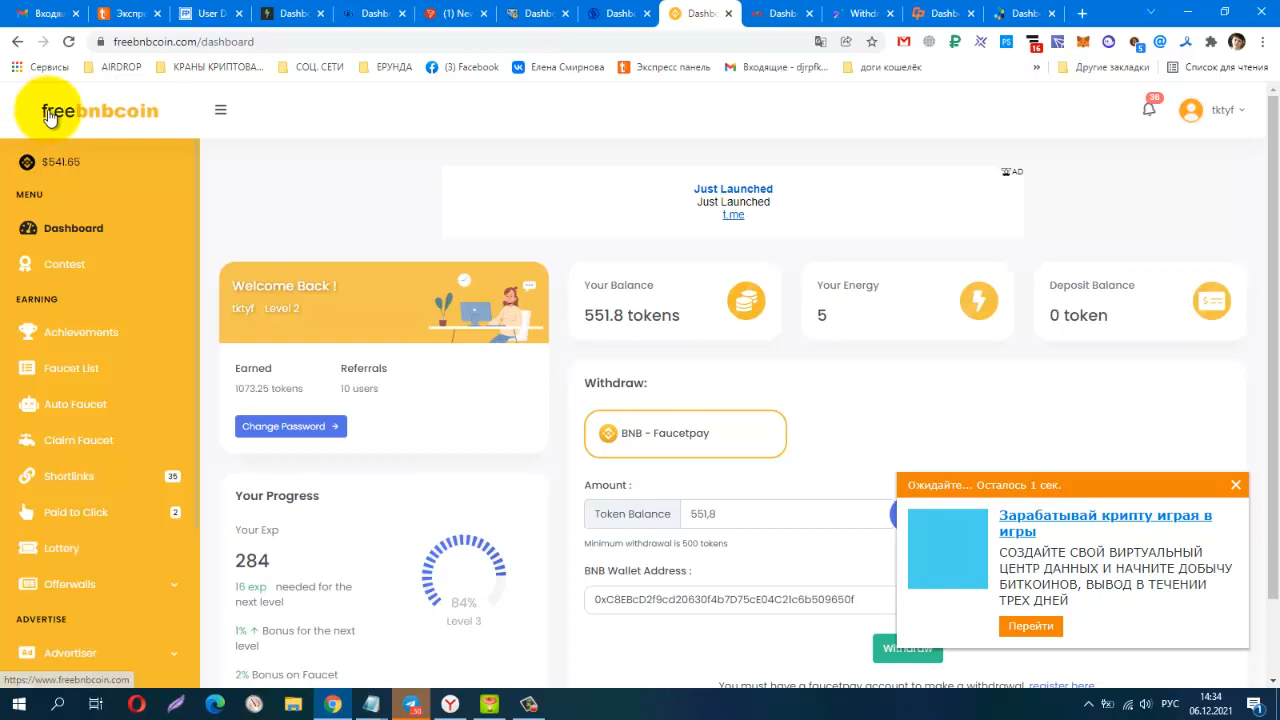 Входящ
Экспрє
User D
Dashb
Dashb
(1) Nev
Dashb
Dashb
Dashb
Dashb
Withdr
Dashb
Dashb
freebnbcoin.com/dashboard
16
5
Сервисы
AIRDROP
КРАНЫ КРИПТОВА...
СОЦ. СЕТИ
ЕРУНДА
(3) Facebook
Елена Смирнова
Экспресс панель
Входящие - djrpfk...
доги кошелёк
»
Другие закладки
Список для чтения
freebnbcoin
36
tktyf
$541.65
MENU
Dashboard
Contest
EARNING
Achievements
Faucet List
Auto Faucet
Claim Faucet
Shortlinks 35
Paid to Click 2
Lottery
Offerwalls
ADVERTISE
Advertiser
https://www.freebnbcoin.com
AD
Just Launched
Just Launched
t.me
Welcome Back !
tktyf Level 2
Earned Referrals
1073.25 tokens 10 users
Change Password →
Your Balance
551.8 tokens
Your Energy
5
Deposit Balance
0 token
Your Progress
Your Exp
284
16 exp needed for the
next level
1% ↑ Bonus for the next
level
2% Bonus on Faucet
84%
Level 3
Withdraw:
BNB - Faucetpay
Amount :
Token Balance 551,8
Minimum withdrawal is 500 tokens
BNB Wallet Address :
0xC8EBcD2f9cd20630f4b7D75cE04C21c6b509650f
Withdraw
You must have a faucetpay account to make a withdrawal, register here
Ожидайте... Осталось 1 сек.
Зарабатывай крипту играя в
игры
СОЗДАЙТЕ СВОЙ ВИРТУАЛЬНЫЙ
ЦЕНТР ДАННЫХ И НАЧНИТЕ ДОБЫЧУ
БИТКОИНОВ, ВЫВОД В ТЕЧЕНИИ
ТРЕХ ДНЕЙ
Перейти
50
РУС
14:34
06.12.2021
1